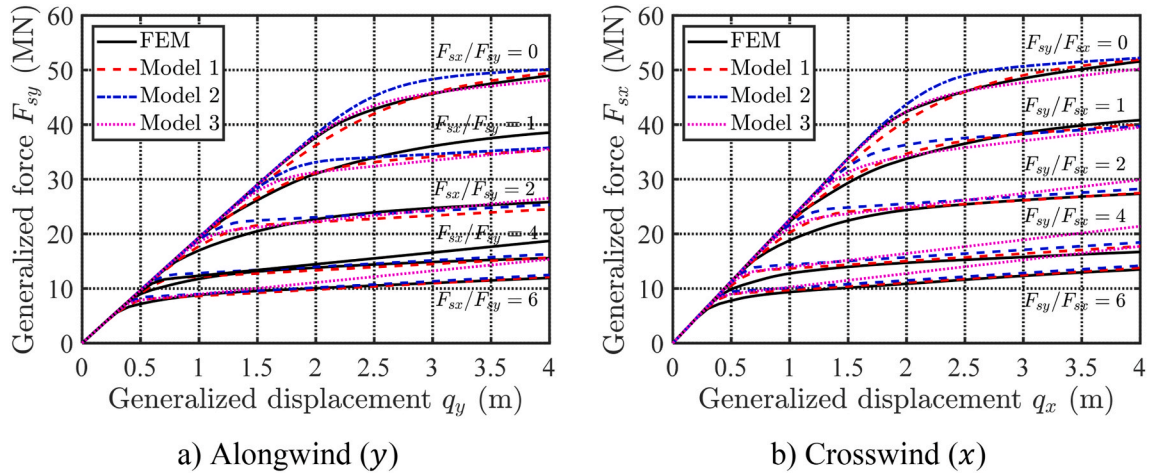 Generalized force F_sy (MN)
60
50
40
30
20
10
0
FEM
Model 1
Model 2
Model 3
F_sx/F_sy = 0
F_sx/F_sy = 1
F_sx/F_sy = 2
F_sx/F_sy = 4
F_sx/F_sy = 6
0 0.5 1 1.5 2 2.5 3 3.5 4
Generalized displacement q_y (m)
a) Alongwind (y)
Generalized force F_sx (MN)
60
50
40
30
20
10
0
FEM
Model 1
Model 2
Model 3
F_sy/F_sx = 0
F_sy/F_sx = 1
F_sy/F_sx = 2
F_sy/F_sx = 4
F_sy/F_sx = 6
0 0.5 1 1.5 2 2.5 3 3.5 4
Generalized displacement q_x (m)
b) Crosswind (x)